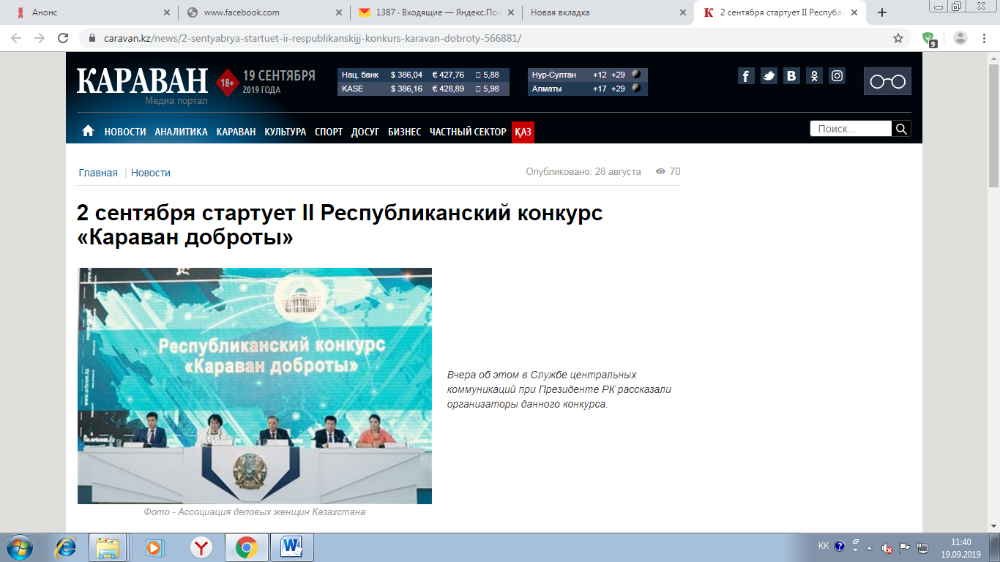 Анонс
www.facebook.com
1387 · Входящие — Яндекс.Поч
Новая вкладка
2 сентября стартует II Республи
caravan.kz/news/2-sentyabrya-startuet-ii-respublikanskijj-konkurs-karavan-dobroty-566881/
9
КАРАВАН
Медиа портал
18+
19 СЕНТЯБРЯ
2019 ГОДА
Нац. банк $ 386,04 € 427,76 □ 5,88
KASE $ 386,16 € 428,89 □ 5,98
Нур-Султан +12 +29
Алматы +17 +29
НОВОСТИ АНАЛИТИКА КАРАВАН КУЛЬТУРА СПОРТ ДОСУГ БИЗНЕС ЧАСТНЫЙ СЕКТОР ҚАЗ
Поиск...
Главная | Новости
Опубликовано: 28 августа 70
2 сентября стартует II Республиканский конкурс
«Караван доброты»
Республиканский конкурс
«Караван доброты»
www.ortcom.kz
Вчера об этом в Службе центральных
коммуникаций при Президенте РК рассказали
организаторы данного конкурса.
Фото - Ассоциация деловых женщин Казахстана
KK
11:40
19.09.2019